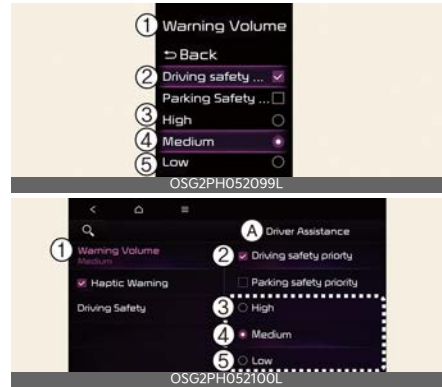 ① Warning Volume
⮌ Back
② Driving safety ...
Parking Safety ...
③ High
④ Medium
⑤ Low
OSG2PH052099L
Ⓐ Driver Assistance
① Warning Volume
Medium
② Driving safety priorty
Haptic Warning
Parking safety priority
Driving Safety
③ High
④ Medium
⑤ Low
OSG2PH052100L